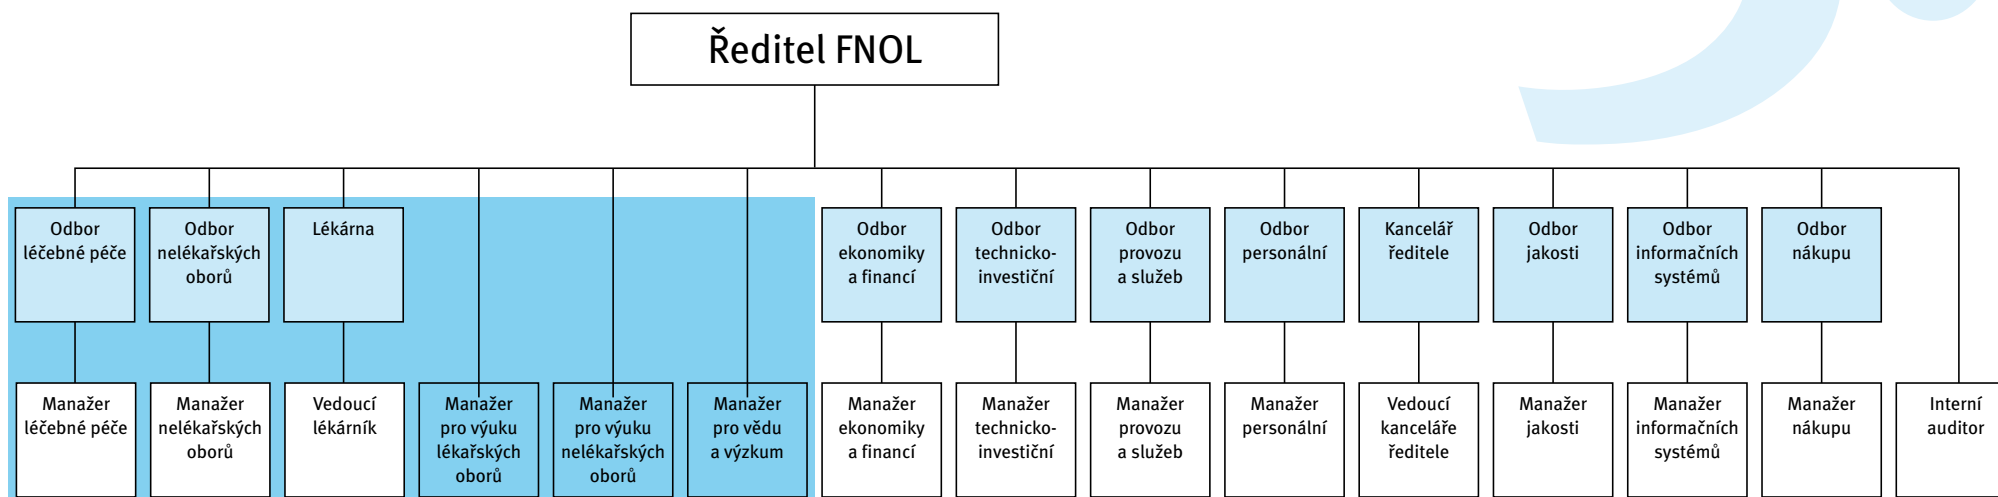 Ředitel FNOL
Odbor
léčebné péče
Odbor
nelékařských
oborů
Lékárna
Odbor
ekonomiky
a financí
Odbor
technicko-
investiční
Odbor
provozu
a služeb
Odbor
personální
Kancelář
ředitele
Odbor
jakosti
Odbor
informačních
systémů
Odbor
nákupu
Manažer
léčebné péče
Manažer
nelékařských
oborů
Vedoucí
lékárník
Manažer
pro výuku
lékařských
oborů
Manažer
pro výuku
nelékařských
oborů
Manažer
pro vědu
a výzkum
Manažer
ekonomiky
a financí
Manažer
technicko-
investiční
Manažer
provozu
a služeb
Manažer
personální
Vedoucí
kanceláře
ředitele
Manažer
jakosti
Manažer
informačních
systémů
Manažer
nákupu
Interní
auditor